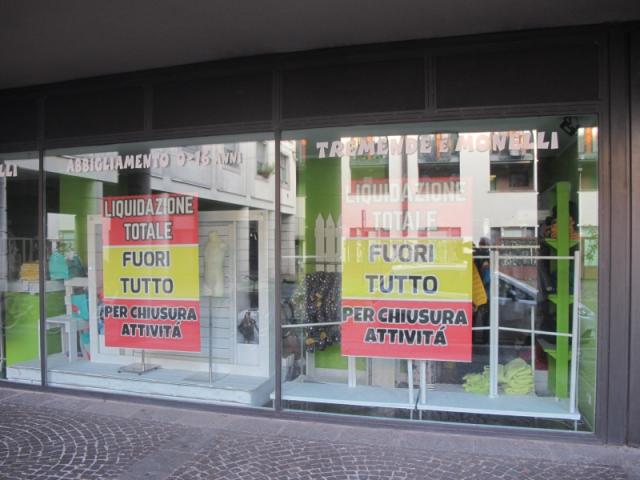 LLI
ABBIGLIAMENTO 0-16 ANNI
TREMENDE E MONELLI
LIQUIDAZIONE
TOTALE
FUORI
TUTTO
PER CHIUSURA
ATTIVITÁ
LIQUIDAZIONE
TOTALE
FUORI
TUTTO
PER CHIUSURA
ATTIVITÁ